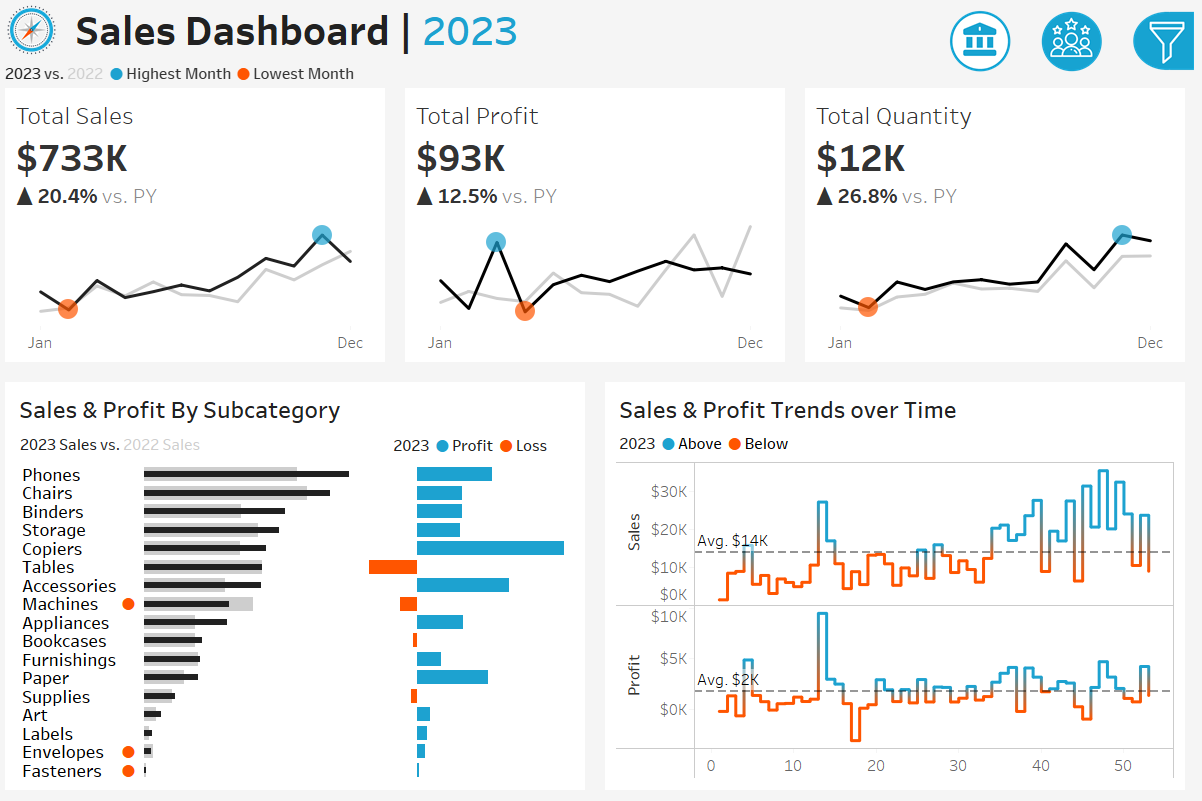 Sales Dashboard | 2023
2023 vs. 2022 Highest Month Lowest Month
Total Sales
$733K
▲ 20.4% vs. PY
Jan Dec
Total Profit
$93K
▲ 12.5% vs. PY
Jan Dec
Total Quantity
$12K
▲ 26.8% vs. PY
Jan Dec
Sales & Profit By Subcategory
2023 Sales vs. 2022 Sales
2023 Profit Loss
Phones
Chairs
Binders
Storage
Copiers
Tables
Accessories
Machines
Appliances
Bookcases
Furnishings
Paper
Supplies
Art
Labels
Envelopes
Fasteners
Sales & Profit Trends over Time
2023 Above Below
Sales
$30K
$20K
$10K
$0K
Avg. $14K
Profit
$10K
$5K
$0K
Avg. $2K
0 10 20 30 40 50